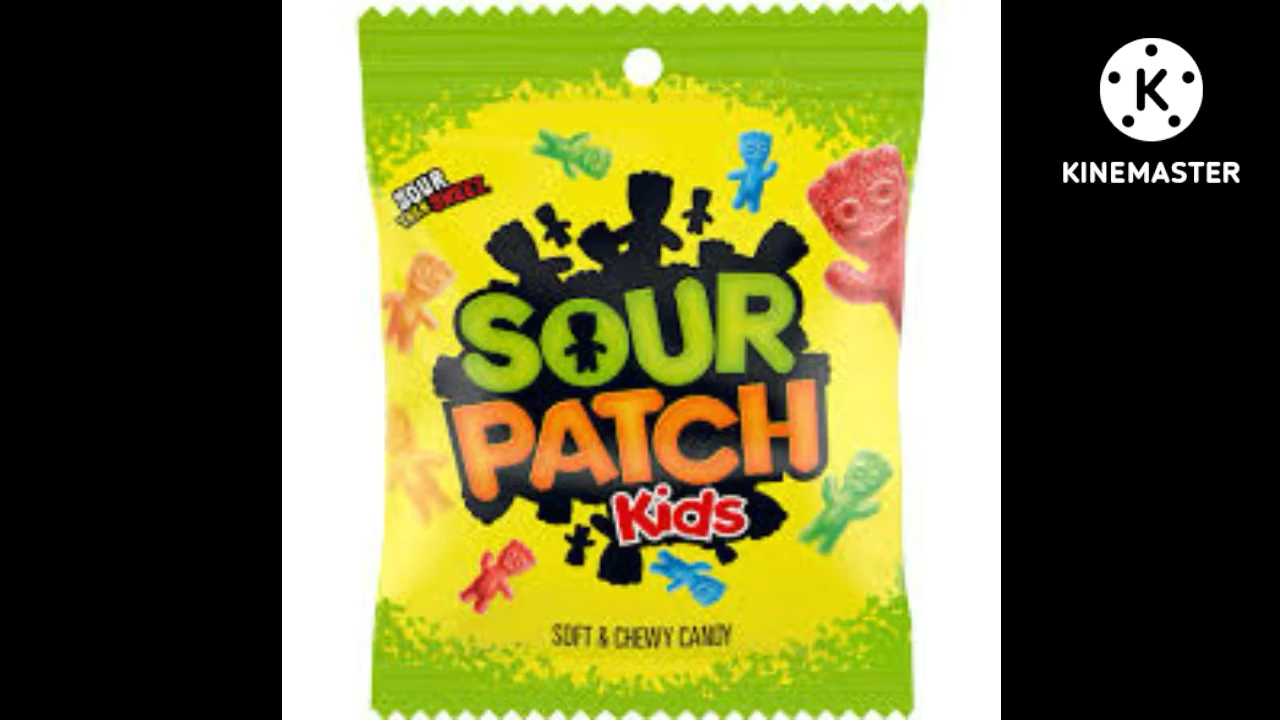 K
KINEMASTER
SOUR
THEN SWEET
SOUR
PATCH
Kids
SOFT & CHEWY CANDY